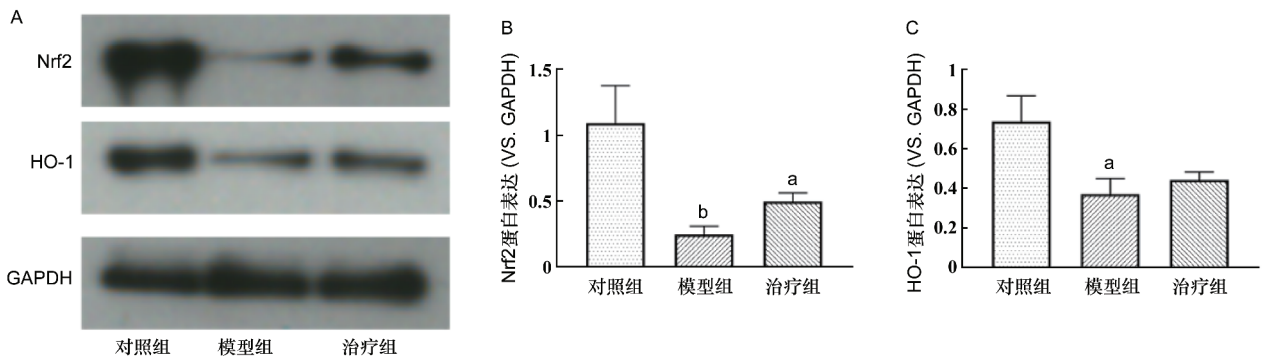 A
Nrf2
HO-1
GAPDH
对照组 模型组 治疗组
B
Nrf2蛋白表达 (VS. GAPDH)
1.5
1
0.5
0
b
a
对照组 模型组 治疗组
C
HO-1蛋白表达 (VS. GAPDH)
1
0.8
0.6
0.4
0.2
0
a
对照组 模型组 治疗组